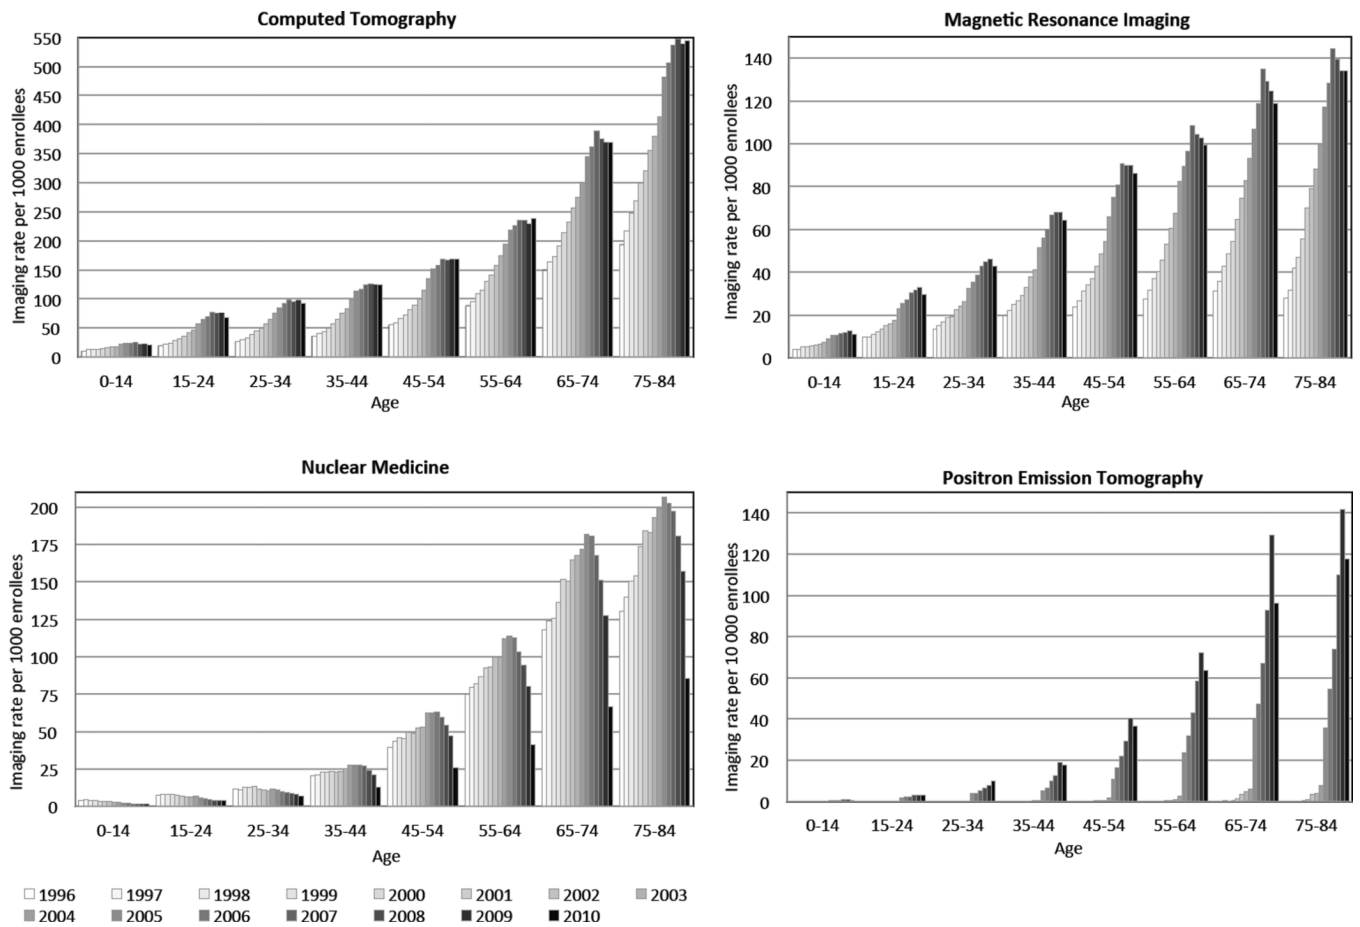 Computed Tomography
Imaging rate per 1000 enrollees
550
500
450
400
350
300
250
200
150
100
50
0
0-14 15-24 25-34 35-44 45-54 55-64 65-74 75-84
Age
Magnetic Resonance Imaging
Imaging rate per 1000 enrollees
140
120
100
80
60
40
20
0
0-14 15-24 25-34 35-44 45-54 55-64 65-74 75-84
Age
Nuclear Medicine
Imaging rate per 1000 enrollees
200
175
150
125
100
75
50
25
0
0-14 15-24 25-34 35-44 45-54 55-64 65-74 75-84
Age
Positron Emission Tomography
Imaging rate per 10 000 enrollees
140
120
100
80
60
40
20
0
0-14 15-24 25-34 35-44 45-54 55-64 65-74 75-84
Age
1996 1997 1998 1999 2000 2001 2002 2003
2004 2005 2006 2007 2008 2009 2010